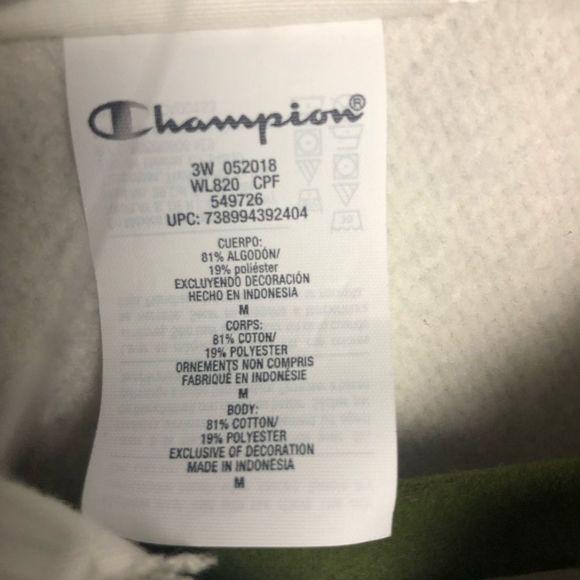 Champion®
3W 052018
WL820 CPF
549726
UPC: 738994392404
CUERPO:
81% ALGODÓN/
19% poliéster
EXCLUYENDO DECORACIÓN
HECHO EN INDONESIA
M
CORPS:
81% COTON/
19% POLYESTER
ORNEMENTS NON COMPRIS
FABRIQUÉ EN INDONÉSIE
M
BODY:
81% COTTON/
19% POLYESTER
EXCLUSIVE OF DECORATION
MADE IN INDONESIA
M